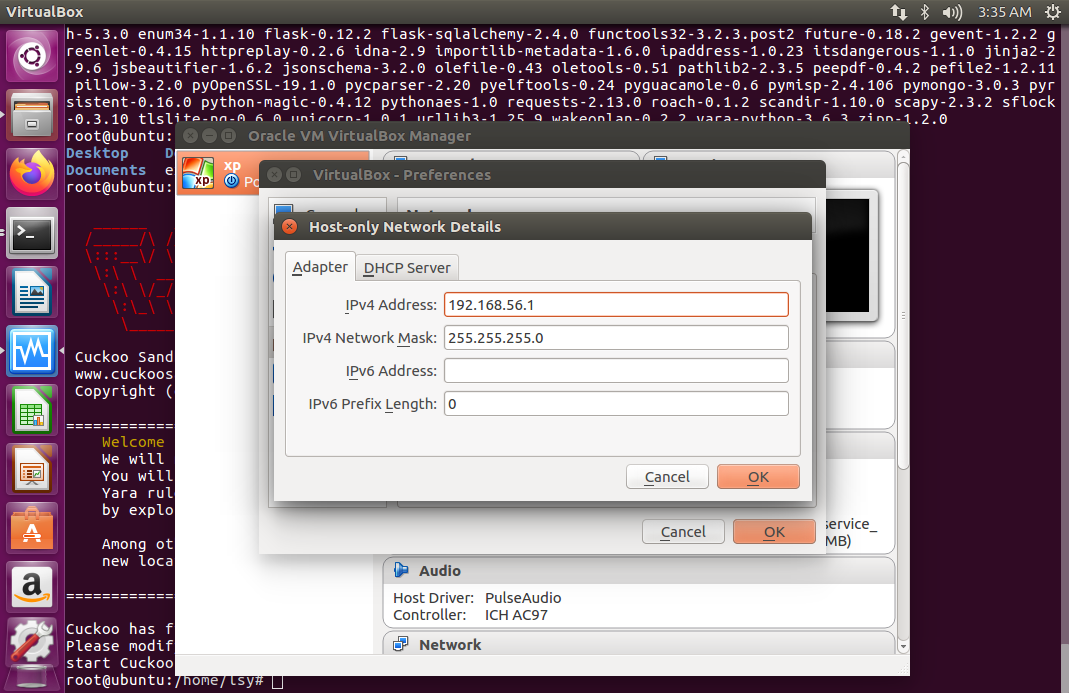 VirtualBox
3:35 AM
h-5.3.0 enum34-1.1.10 flask-0.12.2 flask-sqlalchemy-2.4.0 functools32-3.2.3.post2 future-0.18.2 gevent-1.2.2 g
reenlet-0.4.15 httpreplay-0.2.6 idna-2.9 importlib-metadata-1.6.0 ipaddress-1.0.23 itsdangerous-1.1.0 jinja2-2
.9.6 jsbeautifier-1.6.2 jsonschema-3.2.0 olefile-0.43 oletools-0.51 pathlib2-2.3.5 peepdf-0.4.2 pefile2-1.2.11
pillow-3.2.0 pyOpenSSL-19.1.0 pycparser-2.20 pyelftools-0.24 pyguacamole-0.6 pymisp-2.4.106 pymongo-3.0.3 pyr
sistent-0.16.0 python-magic-0.4.12 pythonaes-1.0 requests-2.13.0 roach-0.1.2 scandir-1.10.0 scapy-2.3.2 sflock
-0.3.10 tlslite-ng-0.6.0 unicorn-1.0.1 urllib3-1.25.9 wakeonlan-0.2.2 yara-python-3.6.3 zipp-1.2.0
root@ubuntu:
Desktop D
Documents e
root@ubuntu:
Oracle VM VirtualBox Manager
xp
Po
VirtualBox - Preferences
Host-only Network Details
Adapter
DHCP Server
IPv4 Address: 192.168.56.1
IPv4 Network Mask: 255.255.255.0
IPv6 Address:
IPv6 Prefix Length: 0
Cancel
OK
Cancel
OK
service_
MB)
Audio
Host Driver: PulseAudio
Controller: ICH AC97
Network
Cuckoo Sand
www.cuckoos
Copyright (
===========
Welcome
We will
You will
Yara rul
by explo
Among ot
new loca
===========
Cuckoo has f
Please modif
start Cuckoo
root@ubuntu:/home/lsy#